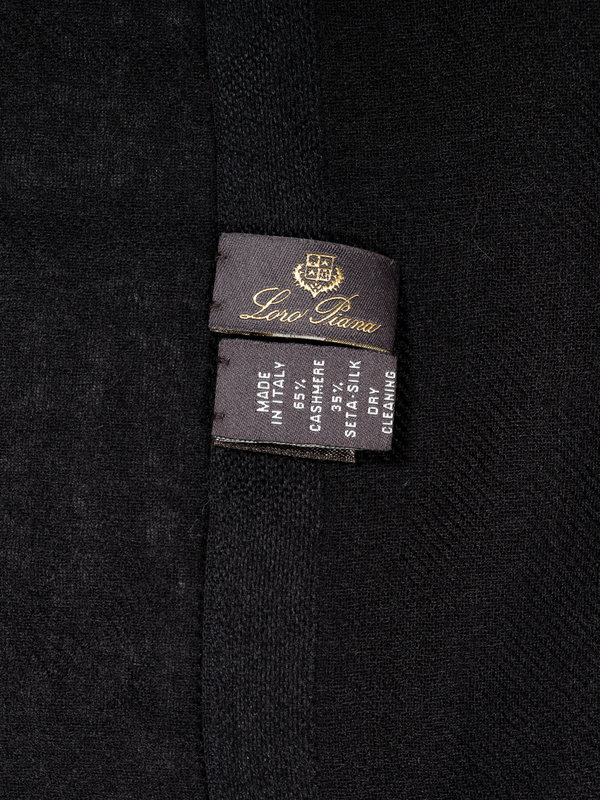 Loro Piana
MADE
IN ITALY
65%
CASHMERE
35%
SETA-SILK
DRY
CLEANING